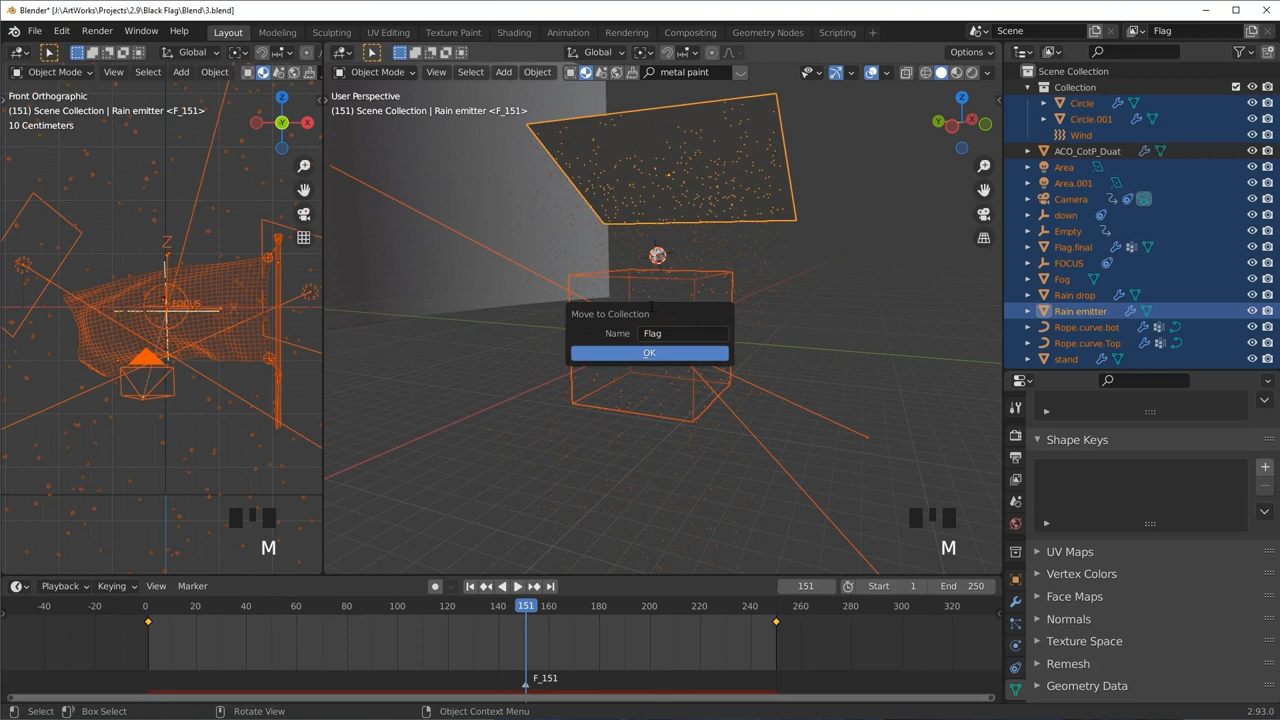 Blender* [J:\ArtWorks\Projects\2.9\Black Flag\Blend\3.blend]
File Edit Render Window Help Layout Modeling Sculpting UV Editing Texture Paint Shading Animation Rendering Compositing Geometry Nodes Scripting + Scene Flag
Global Global Options
Object Mode View Select Add Object Object Mode View Select Add Object metal paint
Front Orthographic
(151) Scene Collection | Rain emitter <F_151>
10 Centimeters
User Perspective
(151) Scene Collection | Rain emitter <F_151>
Z
X
Y
Z
X
Y
Z
FOCUS
Move to Collection
Name Flag
OK
M
M
Scene Collection
Collection
Circle
Circle.001
Wind
ACO_CotP_Duat
Area
Area.001
Camera
down
Empty
Flag.final
FOCUS
Fog
Rain drop
Rain emitter
Rope.curve.bot
Rope.curve.Top
stand
Shape Keys
UV Maps
Vertex Colors
Face Maps
Normals
Texture Space
Remesh
Geometry Data
Playback Keying View Marker 151 Start 1 End 250
-40 -20 0 20 40 60 80 100 120 140 151 160 180 200 220 240 260 280 300 320
F_151
Select Box Select Rotate View Object Context Menu 2.93.0